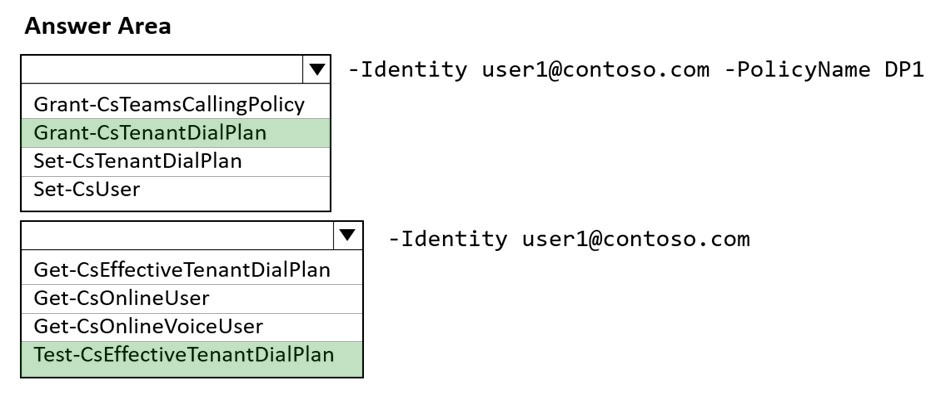 Answer Area
-Identity user1@contoso.com -PolicyName DP1
Grant-CsTeamsCallingPolicy
Grant-CsTenantDialPlan
Set-CsTenantDialPlan
Set-CsUser
-Identity user1@contoso.com
Get-CsEffectiveTenantDialPlan
Get-CsOnlineUser
Get-CsOnlineVoiceUser
Test-CsEffectiveTenantDialPlan